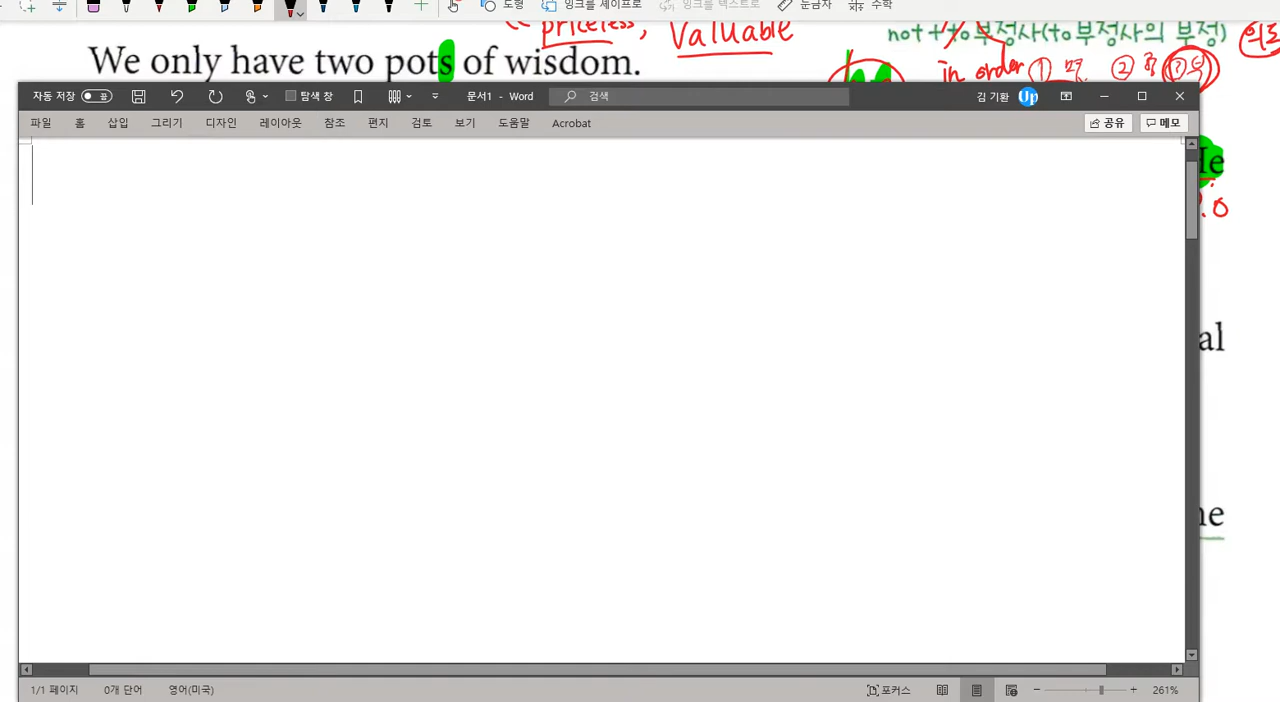 잉크를 셰이프로
도형
잉크를 텍스트로
눈금자
수학
priceless, valuable
not + to부정사(to부정사의 부정)
We only have two pots of wisdom.
in order ① ② ③
자동 저장 문서1 - Word 검색 김 기환 Up
탐색 창
파일 홈 삽입 그리기 디자인 레이아웃 참조 편지 검토 보기 도움말 Acrobat 공유 메모
al
1/1 페이지 0개 단어 영어(미국) 포커스 261%